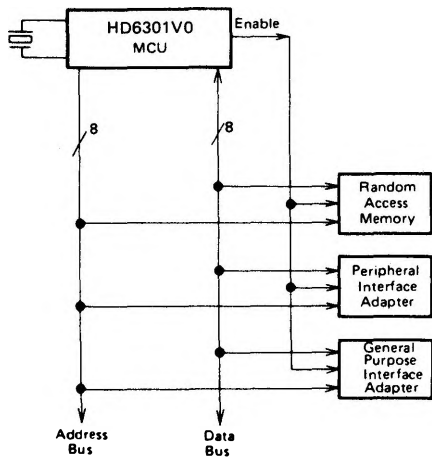 HD6301V0
MCU
Enable
8
8
Random
Access
Memory
Peripheral
Interface
Adapter
General
Purpose
Interface
Adapter
Address
Bus
Data
Bus